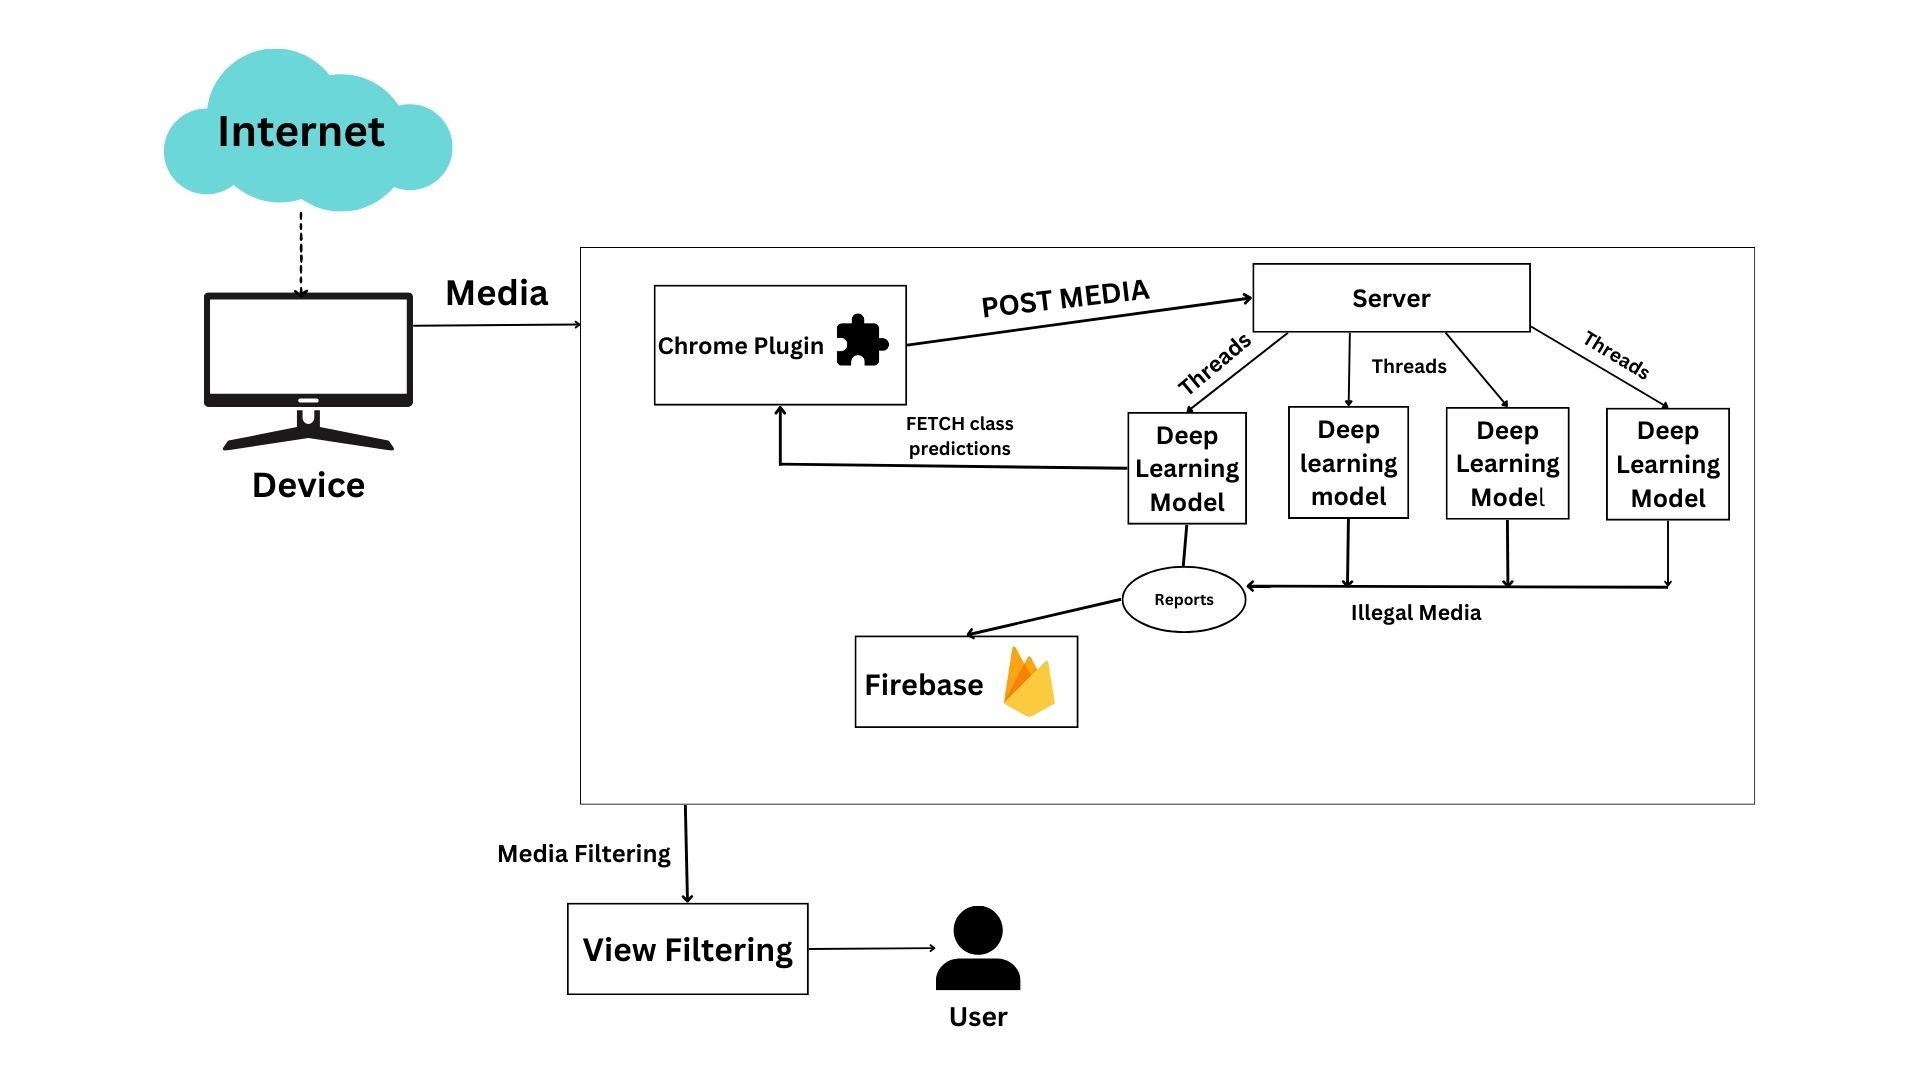 Internet
Media
Device
Chrome Plugin
POST MEDIA
Server
Threads
Threads
Threads
FETCH class
predictions
Deep
Learning
Model
Deep
learning
model
Deep
Learning
Model
Deep
Learning
Model
Reports
Illegal Media
Firebase
Media Filtering
View Filtering
User